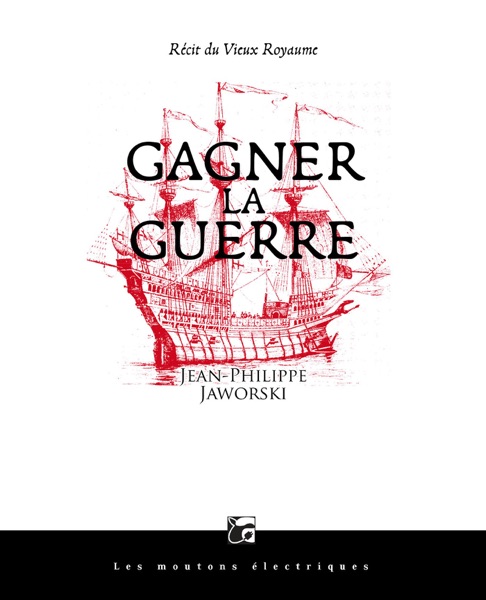 Récit du Vieux Royaume
GAGNER
LA
GUERRE
Jean-Philippe
Jaworski
Les moutons électriques